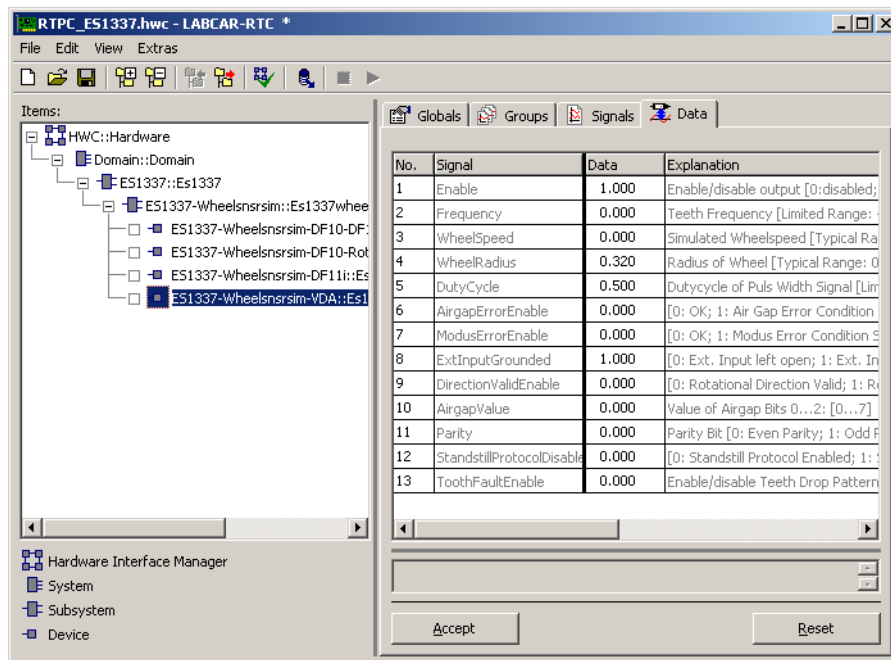 RTPC_ES1337.hwc - LABCAR-RTC *
File Edit View Extras
Items:
HWC::Hardware
Domain::Domain
ES1337::Es1337
ES1337-Wheelsnsrsim::Es1337whee
ES1337-Wheelsnsrsim-DF10-DF
ES1337-Wheelsnsrsim-DF10-Rot
ES1337-Wheelsnsrsim-DF11i::Es
ES1337-Wheelsnsrsim-VDA::Es1
Hardware Interface Manager
System
Subsystem
Device
Globals Groups Signals Data
No. Signal Data Explanation
1 Enable 1.000 Enable/disable output [0:disabled;
2 Frequency 0.000 Teeth Frequency [Limited Range: -
3 WheelSpeed 0.000 Simulated Wheelspeed [Typical Ra
4 WheelRadius 0.320 Radius of Wheel [Typical Range: 0
5 DutyCycle 0.500 Dutycycle of Puls Width Signal [Lim
6 AirgapErrorEnable 0.000 [0: OK; 1: Air Gap Error Condition
7 ModusErrorEnable 0.000 [0: OK; 1: Modus Error Condition S
8 ExtInputGrounded 1.000 [0: Ext. Input left open; 1: Ext. In
9 DirectionValidEnable 0.000 [0: Rotational Direction Valid; 1: R
10 AirgapValue 0.000 Value of Airgap Bits 0...2: [0...7]
11 Parity 0.000 Parity Bit [0: Even Parity; 1: Odd P
12 StandstillProtocolDisable 0.000 [0: Standstill Protocol Enabled; 1:
13 ToothFaultEnable 0.000 Enable/disable Teeth Drop Pattern
Accept Reset